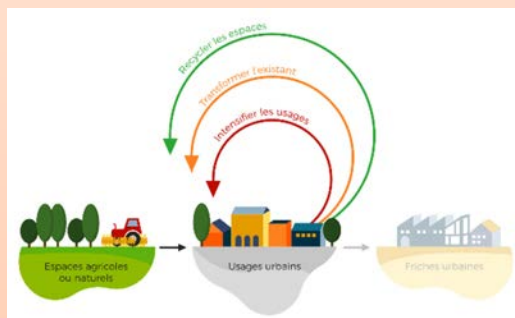 Recycler les espaces
Transformer l'existant
Intensifier les usages
Espaces agricoles
ou naturels
Usages urbains
Friches urbaines